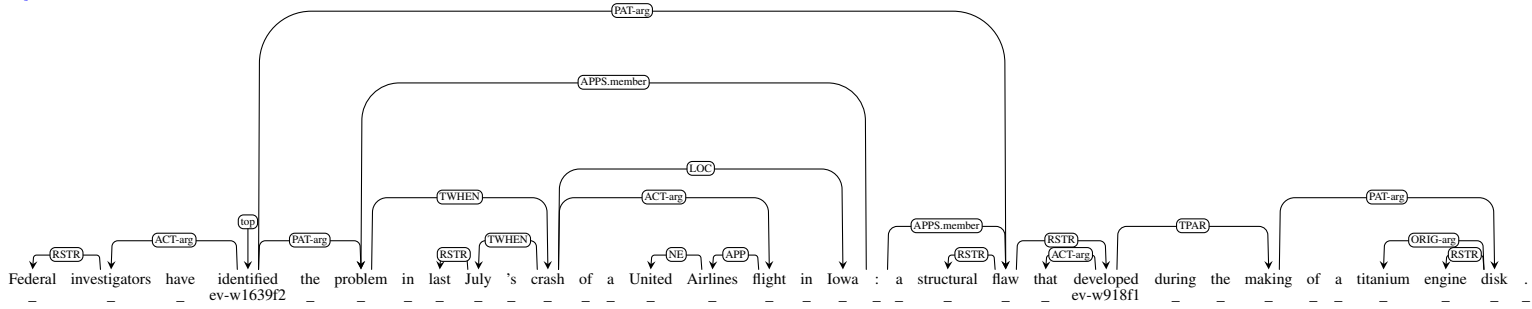 PAT-arg
APPS.member
LOC
TWHEN ACT-arg PAT-arg
top APPS.member TPAR
RSTR ACT-arg PAT-arg RSTR TWHEN NE APP RSTR RSTR ACT-arg ORIG-arg RSTR
Federal investigators have identified the problem in last July 's crash of a United Airlines flight in Iowa : a structural flaw that developed during the making of a titanium engine disk .
_ _ _ ev-w1639f2 _ _ _ _ _ _ _ _ _ _ _ _ _ _ _ _ _ _ _ ev-w918f1 _ _ _ _ _ _ _ _ _